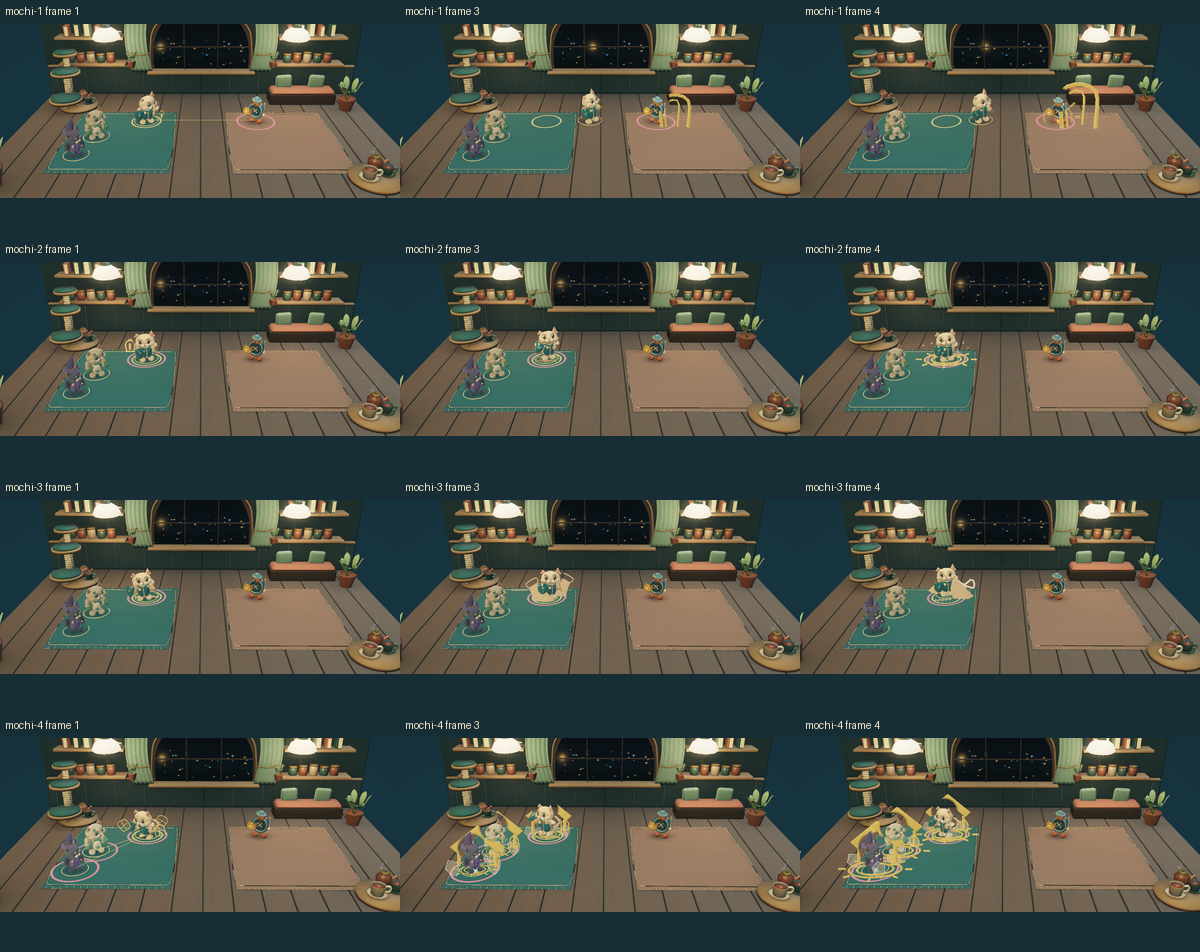 mochi-1 frame 1
mochi-1 frame 3
mochi-1 frame 4
mochi-2 frame 1
mochi-2 frame 3
mochi-2 frame 4
mochi-3 frame 1
mochi-3 frame 3
mochi-3 frame 4
mochi-4 frame 1
mochi-4 frame 3
mochi-4 frame 4